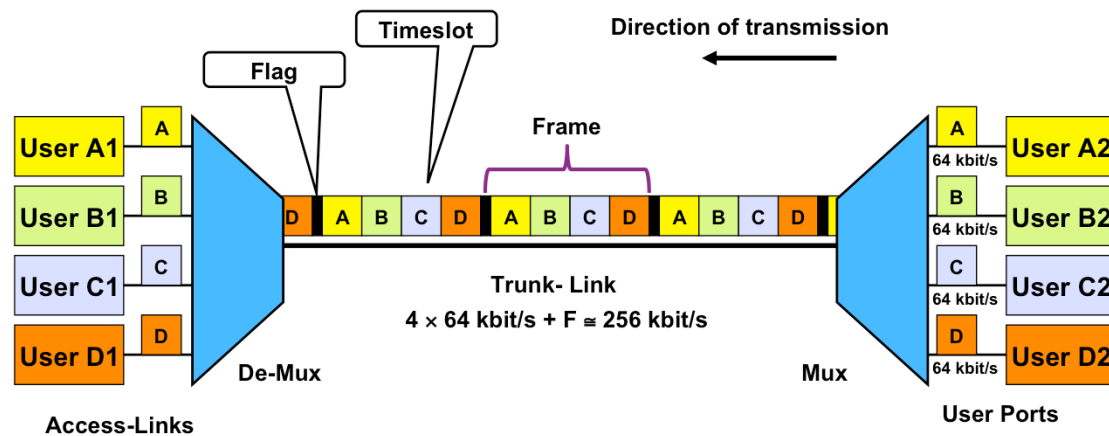 Timeslot
Direction of transmission
Flag
Frame
A
A
User A1
User A2
64 kbit/s
B
B
User B1
User B2
64 kbit/s
D A B C D A B C D A B C D
C
C
User C1
User C2
64 kbit/s
Trunk- Link
4 × 64 kbit/s + F ≅ 256 kbit/s
D
D
User D1
User D2
64 kbit/s
De-Mux
Mux
Access-Links
User Ports